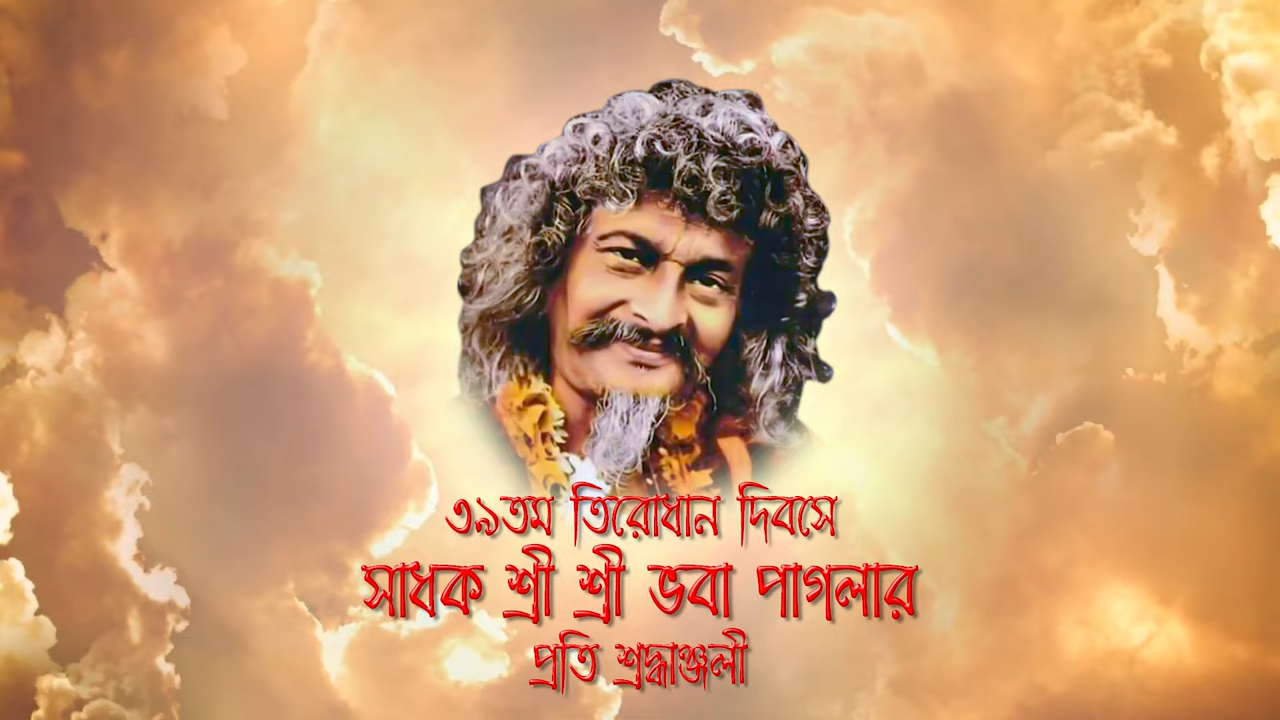 ৩৯তম তিরোধান দিবসে
সাধক শ্রী শ্রী ভবা পাগলার
প্রতি শ্রদ্ধাঞ্জলী